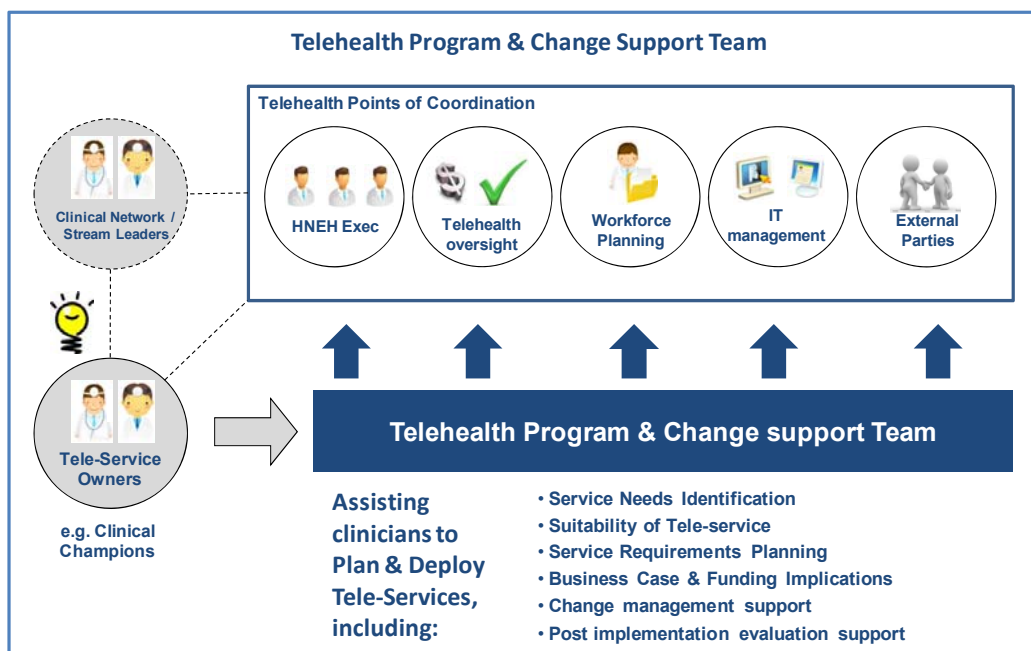 Telehealth Program & Change Support Team
Telehealth Points of Coordination
HNEH Exec
Telehealth
oversight
Workforce
Planning
IT
management
External
Parties
Clinical Network /
Stream Leaders
Tele-Service
Owners
e.g. Clinical
Champions
Telehealth Program & Change support Team
Assisting
clinicians to
Plan & Deploy
Tele-Services,
including:
• Service Needs Identification
• Suitability of Tele-service
• Service Requirements Planning
• Business Case & Funding Implications
• Change management support
• Post implementation evaluation support